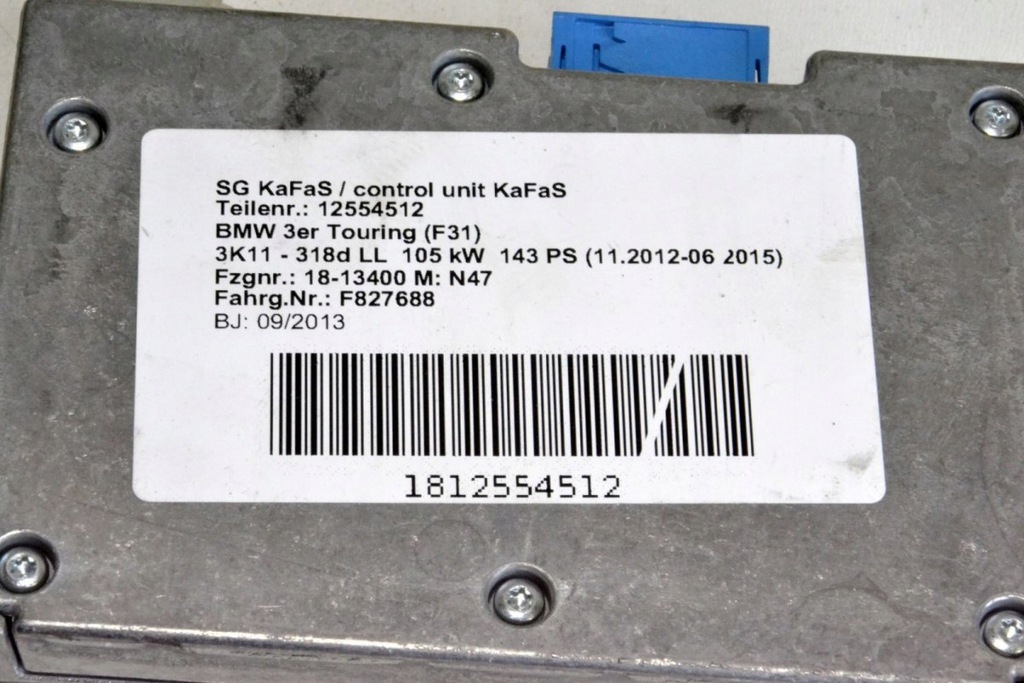 SG KaFaS / control unit KaFaS
Teilenr.: 12554512
BMW 3er Touring (F31)
3K11 - 318d LL 105 kW 143 PS (11.2012-06 2015)
Fzgnr.: 18-13400 M: N47
Fahrg.Nr.: F827688
BJ: 09/2013
1812554512